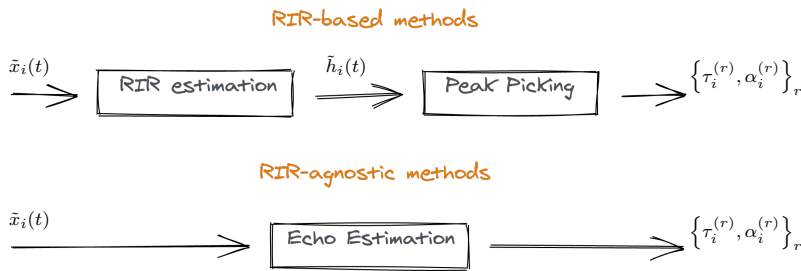 RIR-based methods
x̃ᵢ(t) RIR estimation h̃ᵢ(t) Peak Picking {τᵢ⁽ʳ⁾, αᵢ⁽ʳ⁾}ᵣ
RIR-agnostic methods
x̃ᵢ(t) Echo Estimation {τᵢ⁽ʳ⁾, αᵢ⁽ʳ⁾}ᵣ